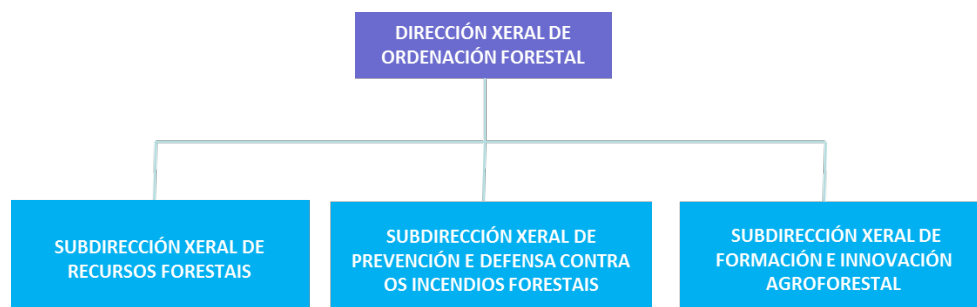 DIRECCIÓN XERAL DE
ORDENACIÓN FORESTAL
SUBDIRECCIÓN XERAL DE
RECURSOS FORESTAIS
SUBDIRECCIÓN XERAL DE
PREVENCIÓN E DEFENSA CONTRA
OS INCENDIOS FORESTAIS
SUBDIRECCIÓN XERAL DE
FORMACIÓN E INNOVACIÓN
AGROFORESTAL